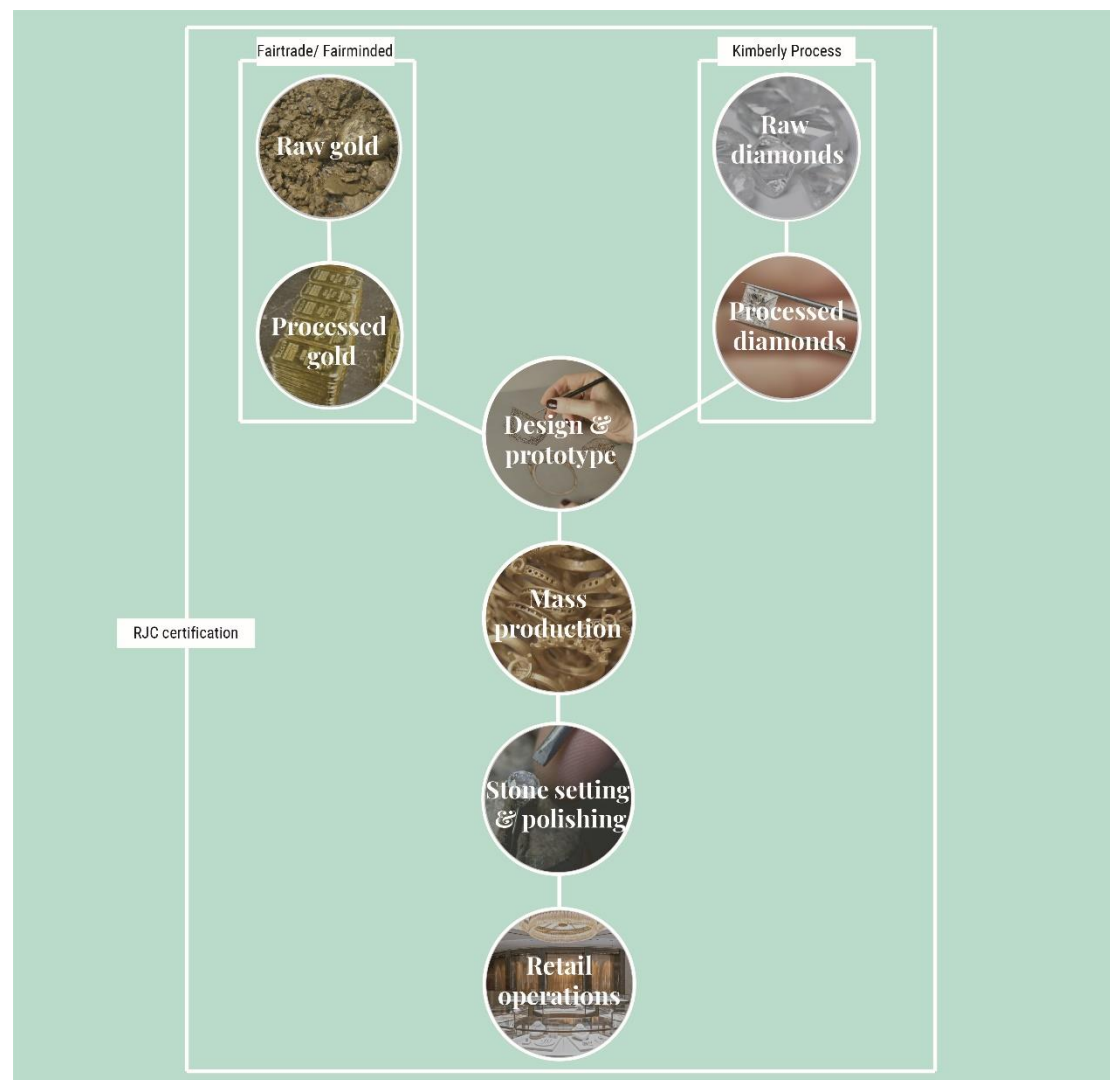 Fairtrade/ Fairminded
Kimberly Process
Raw gold
Raw
diamonds
Processed
gold
Processed
diamonds
Design &
prototype
Mass
production
RJC certification
Stone setting
& polishing
Retail
operations